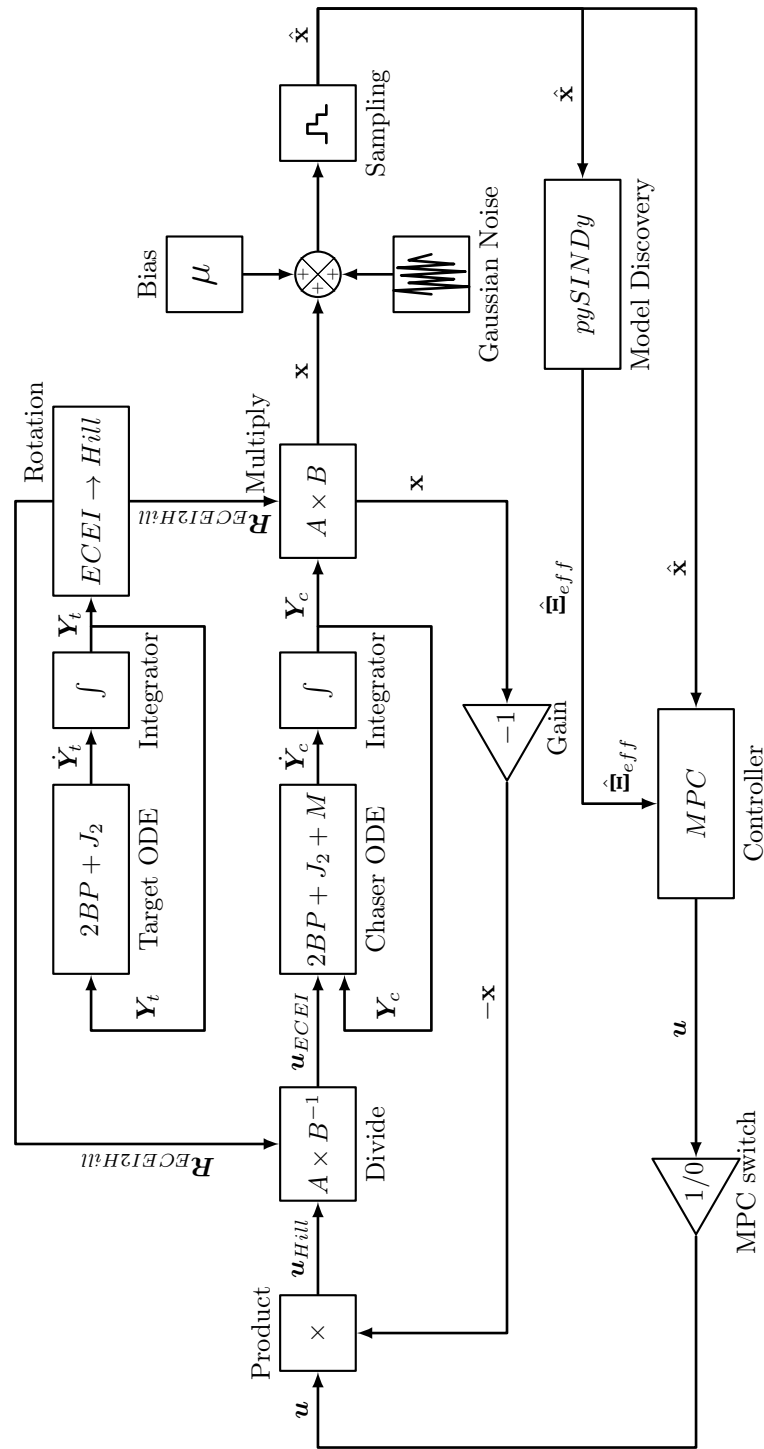 Rotation
ECEI → Hill
Y_t
∫
Integrator
Ẏ_t
2BP + J_2
Target ODE
Y_t
R_ECEI2Hill
R_ECEI2Hill
Product
×
u
u_Hill
A × B^{-1}
Divide
u_ECEI
2BP + J_2 + M
Chaser ODE
Y_c
Ẏ_c
∫
Integrator
Y_c
Multiply
A × B
x
x
Bias
μ
+
+
+
Gaussian Noise
Sampling
x̂
x̂
-1
Gain
−x
pySINDy
Model Discovery
Ξ̂_eff
Ξ̂_eff
x̂
MPC
Controller
u
1/0
MPC switch